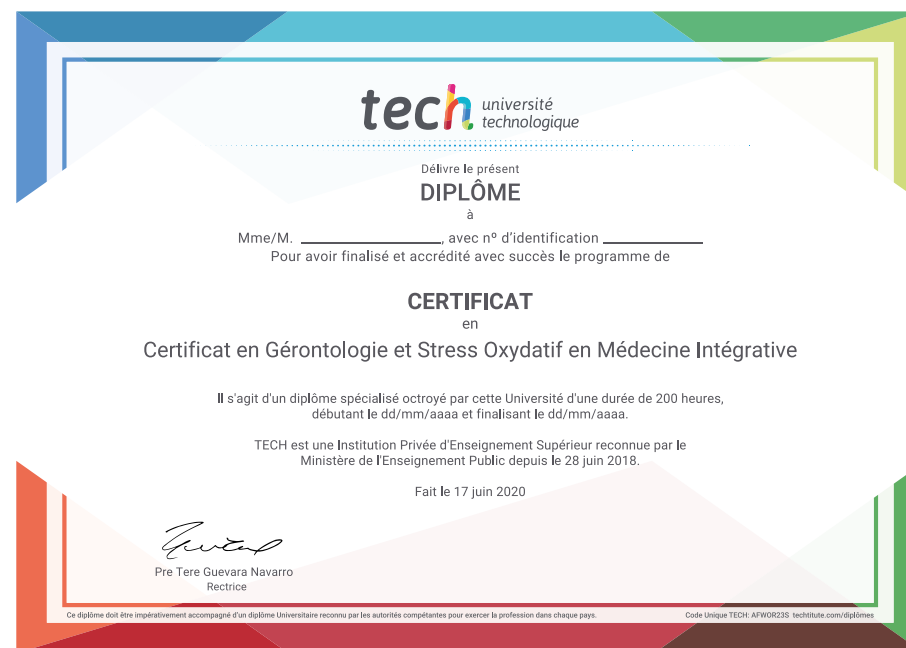 tech université
technologique
Délivre le présent
DIPLÔME
à
Mme/M. ____________________, avec nº d'identification ______________
Pour avoir finalisé et accrédité avec succès le programme de
CERTIFICAT
en
Certificat en Gérontologie et Stress Oxydatif en Médecine Intégrative
Il s'agit d'un diplôme spécialisé octroyé par cette Université d'une durée de 200 heures,
débutant le dd/mm/aaaa et finalisant le dd/mm/aaaa.
TECH est une Institution Privée d'Enseignement Supérieur reconnue par le
Ministère de l'Enseignement Public depuis le 28 juin 2018.
Fait le 17 juin 2020
Pre Tere Guevara Navarro
Rectrice
Ce diplôme doit être impérativement accompagné d'un diplôme Universitaire reconnu par les autorités compétentes pour exercer la profession dans chaque pays. Code Unique TECH: AFWOR23S techtitute.com/diplômes